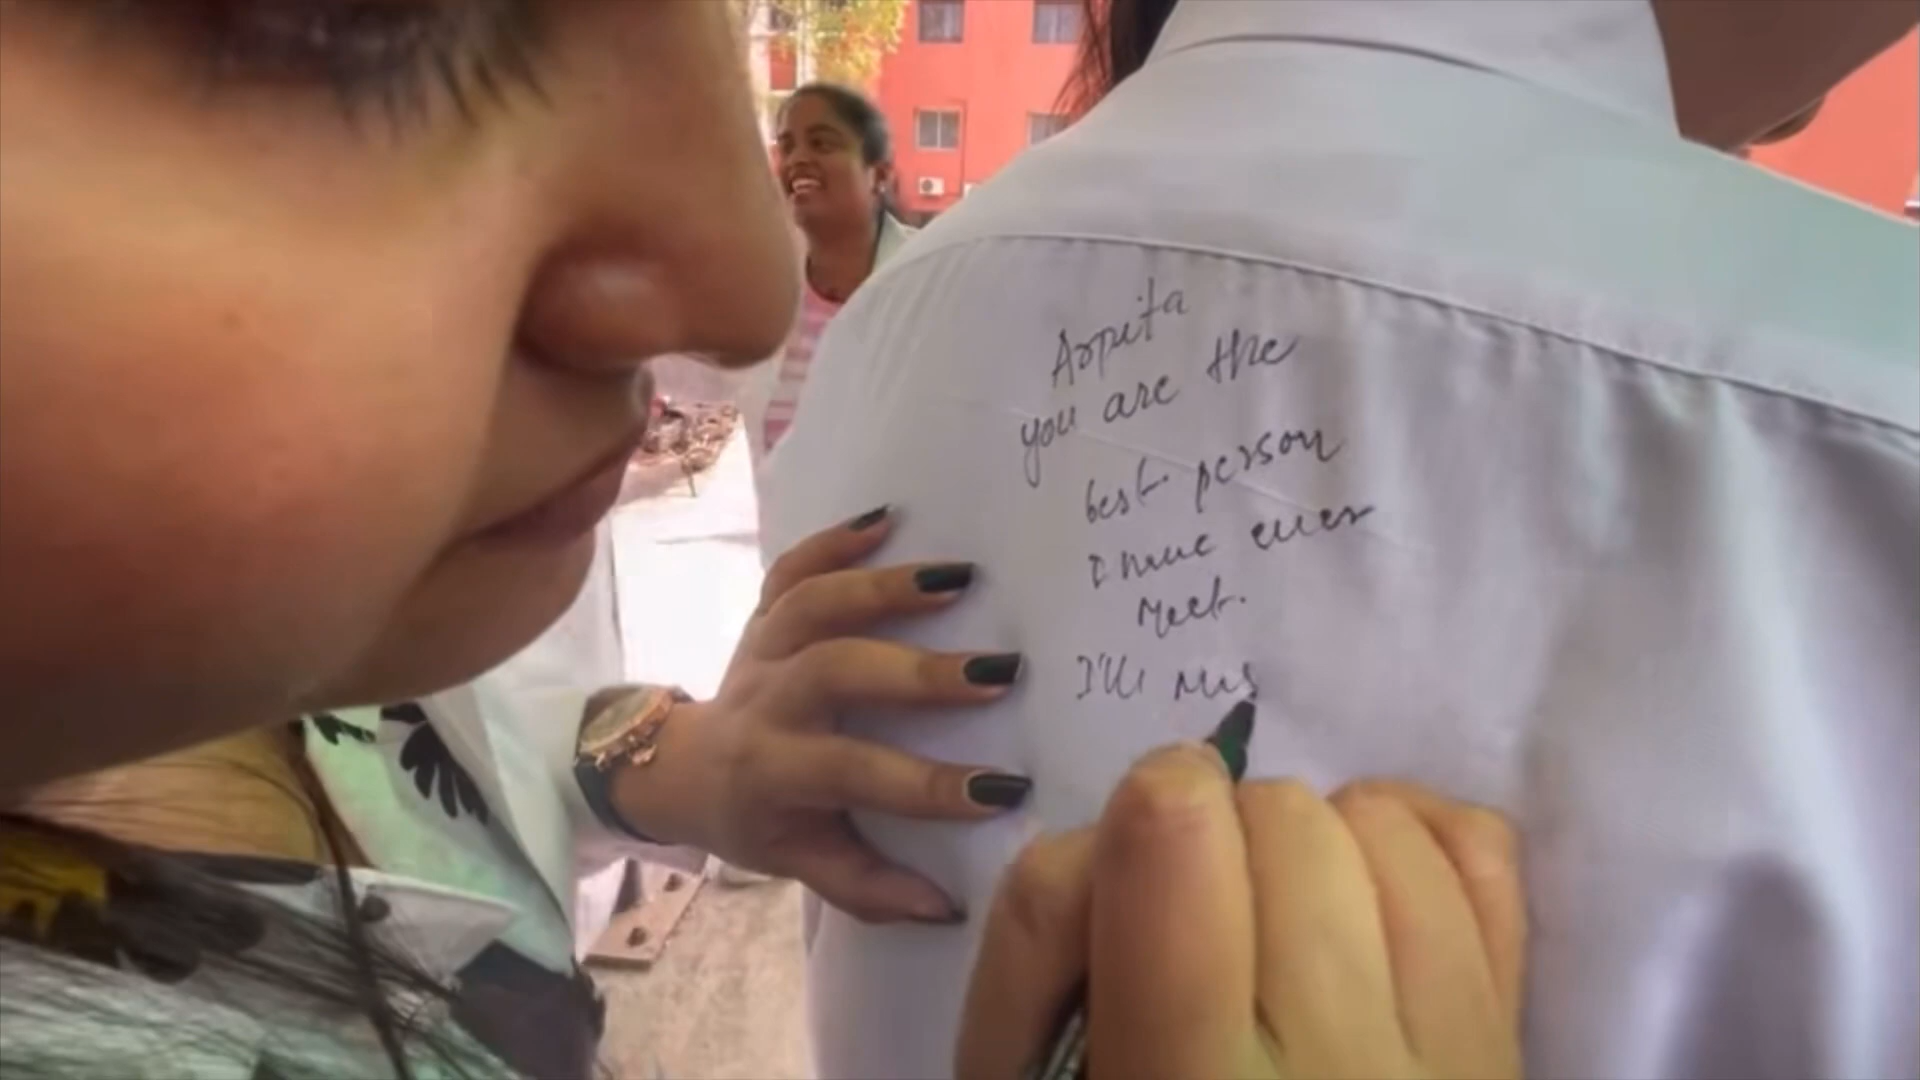 Arpita
you are the
best person
I have ever
Meet.
I'll mis